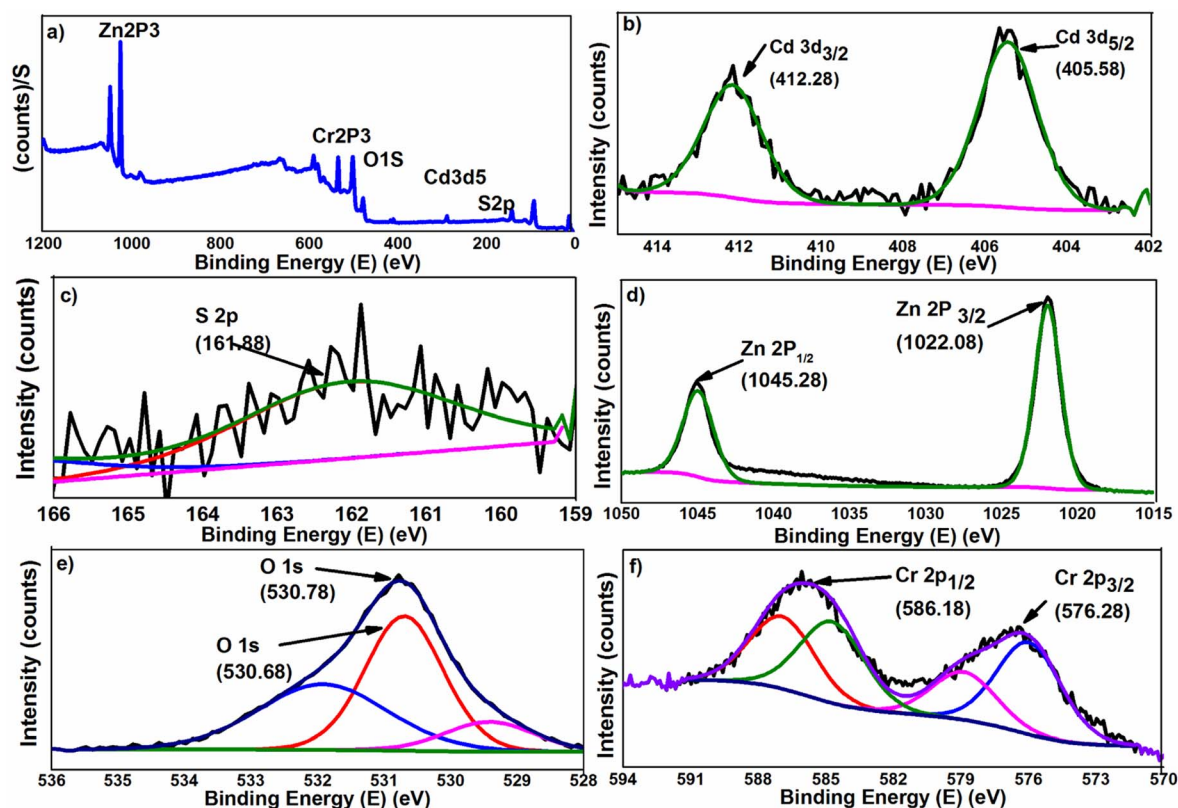 a)
Zn2P3
Cr2P3
O1S
Cd3d5
S2p
(counts)/S
1200 1000 800 600 400 200 0
Binding Energy (E) (eV)
b)
Cd 3d3/2
(412.28)
Cd 3d5/2
(405.58)
Intensity (counts)
414 412 410 408 406 404 402
Binding Energy (E) (eV)
c)
S 2p
(161.88)
Intensity (counts)
166 165 164 163 162 161 160 159
Binding Energy (E) (eV)
d)
Zn 2P 3/2
(1022.08)
Zn 2P1/2
(1045.28)
Intensity (counts)
1050 1045 1040 1035 1030 1025 1020 1015
Binding Energy (E) (eV)
e)
O 1s
(530.78)
O 1s
(530.68)
Intensity (counts)
536 535 534 533 532 531 530 529 528
Binding Energy (E) (eV)
f)
Cr 2p1/2
(586.18)
Cr 2p3/2
(576.28)
Intensity (counts)
594 591 588 585 582 579 576 573 570
Binding Energy (E) (eV)